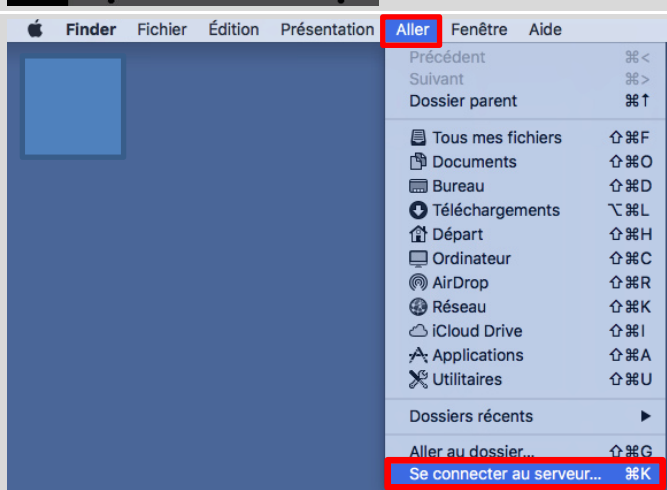 Finder Fichier Édition Présentation Aller Fenêtre Aide
Précédent ⌘<
Suivant ⌘>
Dossier parent ⌘↑
Tous mes fichiers ⇧⌘F
Documents ⇧⌘O
Bureau ⇧⌘D
Téléchargements ⌥⌘L
Départ ⇧⌘H
Ordinateur ⇧⌘C
AirDrop ⇧⌘R
Réseau ⇧⌘K
iCloud Drive ⇧⌘I
Applications ⇧⌘A
Utilitaires ⇧⌘U
Dossiers récents ▶
Aller au dossier... ⇧⌘G
Se connecter au serveur... ⌘K